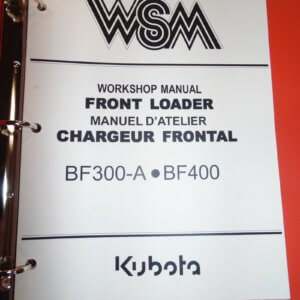 WSM
WORKSHOP MANUAL
FRONT LOADER
MANUEL D'ATELIER
CHARGEUR FRONTAL
BF300-A • BF400
Kubota